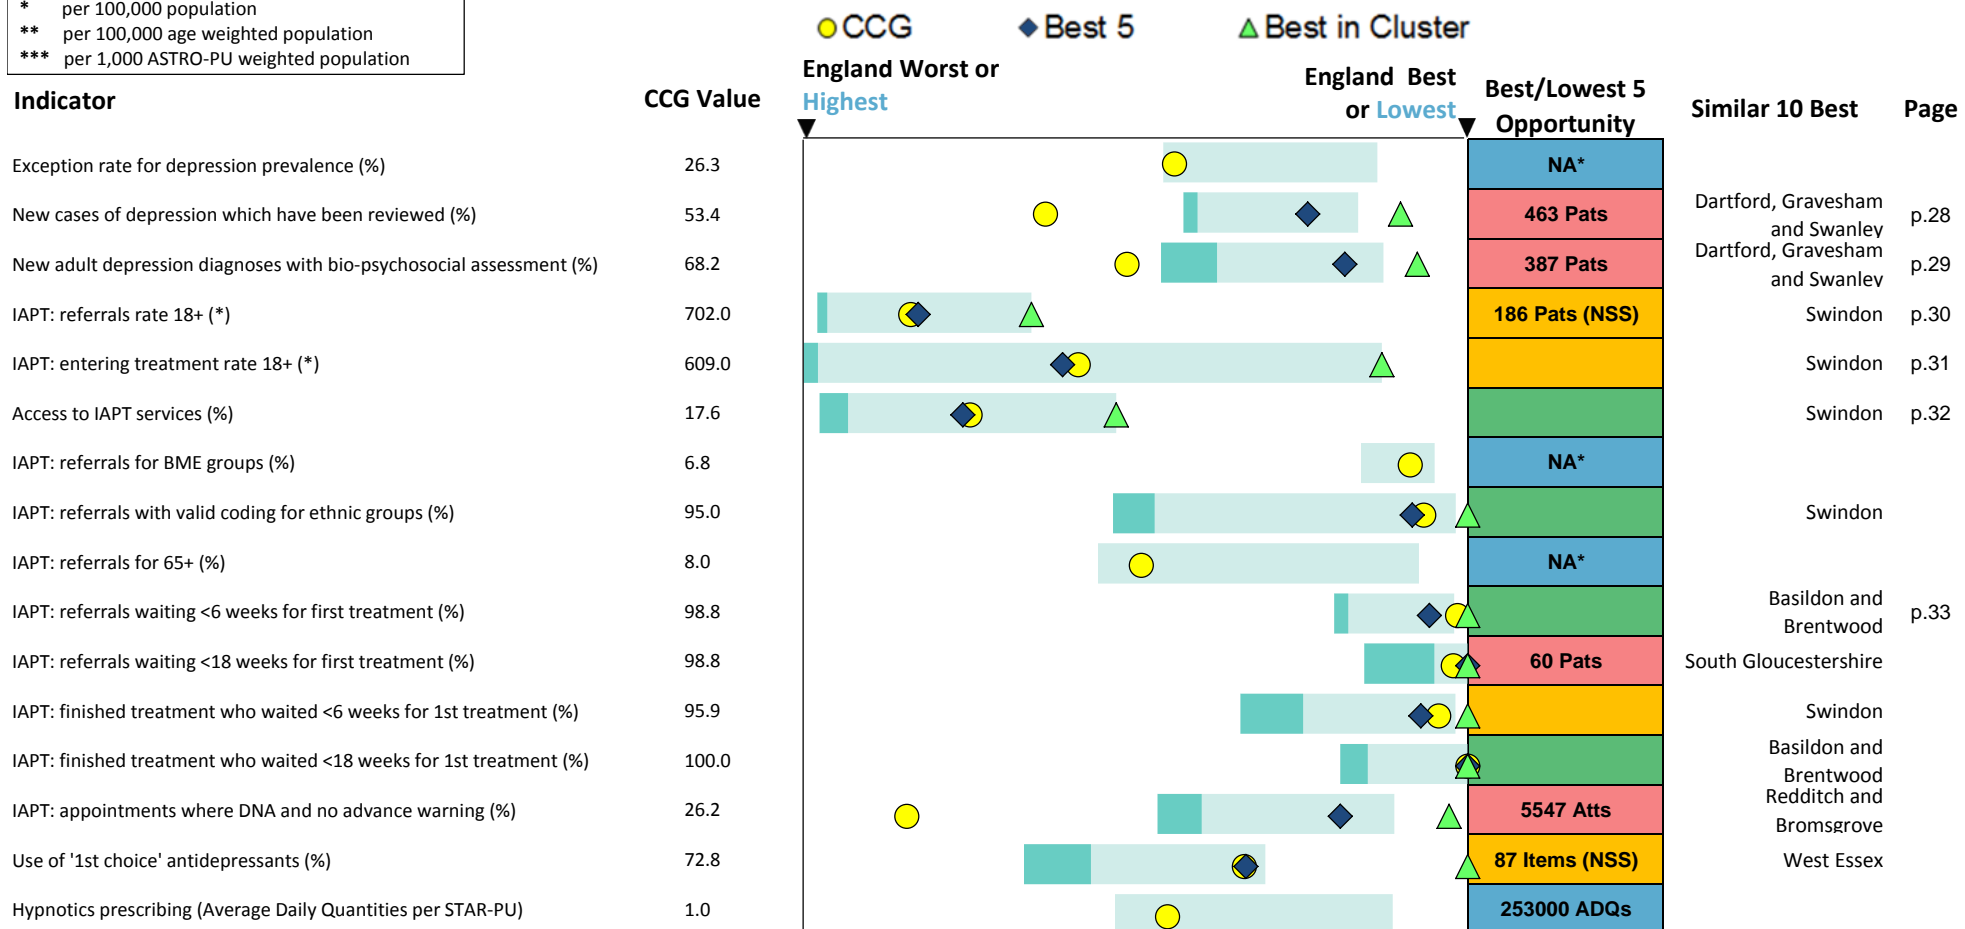 * per 100,000 population
** per 100,000 age weighted population
*** per 1,000 ASTRO-PU weighted population
CCG Best 5 Best in Cluster
Indicator
CCG Value
England Worst or
Highest
England Best
or Lowest
Best/Lowest 5
Opportunity
Similar 10 Best
Page
Exception rate for depression prevalence (%) 26.3 NA*
New cases of depression which have been reviewed (%) 53.4 463 Pats Dartford, Gravesham
and Swanley p.28
New adult depression diagnoses with bio-psychosocial assessment (%) 68.2 387 Pats Dartford, Gravesham
and Swanley p.29
IAPT: referrals rate 18+ (*) 702.0 186 Pats (NSS) Swindon p.30
IAPT: entering treatment rate 18+ (*) 609.0 Swindon p.31
Access to IAPT services (%) 17.6 Swindon p.32
IAPT: referrals for BME groups (%) 6.8 NA*
IAPT: referrals with valid coding for ethnic groups (%) 95.0 Swindon
IAPT: referrals for 65+ (%) 8.0 NA*
IAPT: referrals waiting <6 weeks for first treatment (%) 98.8 Basildon and
Brentwood p.33
IAPT: referrals waiting <18 weeks for first treatment (%) 98.8 60 Pats South Gloucestershire
IAPT: finished treatment who waited <6 weeks for 1st treatment (%) 95.9 Swindon
IAPT: finished treatment who waited <18 weeks for 1st treatment (%) 100.0 Basildon and
Brentwood
IAPT: appointments where DNA and no advance warning (%) 26.2 5547 Atts Redditch and
Bromsgrove
Use of '1st choice' antidepressants (%) 72.8 87 Items (NSS) West Essex
Hypnotics prescribing (Average Daily Quantities per STAR-PU) 1.0 253000 ADQs